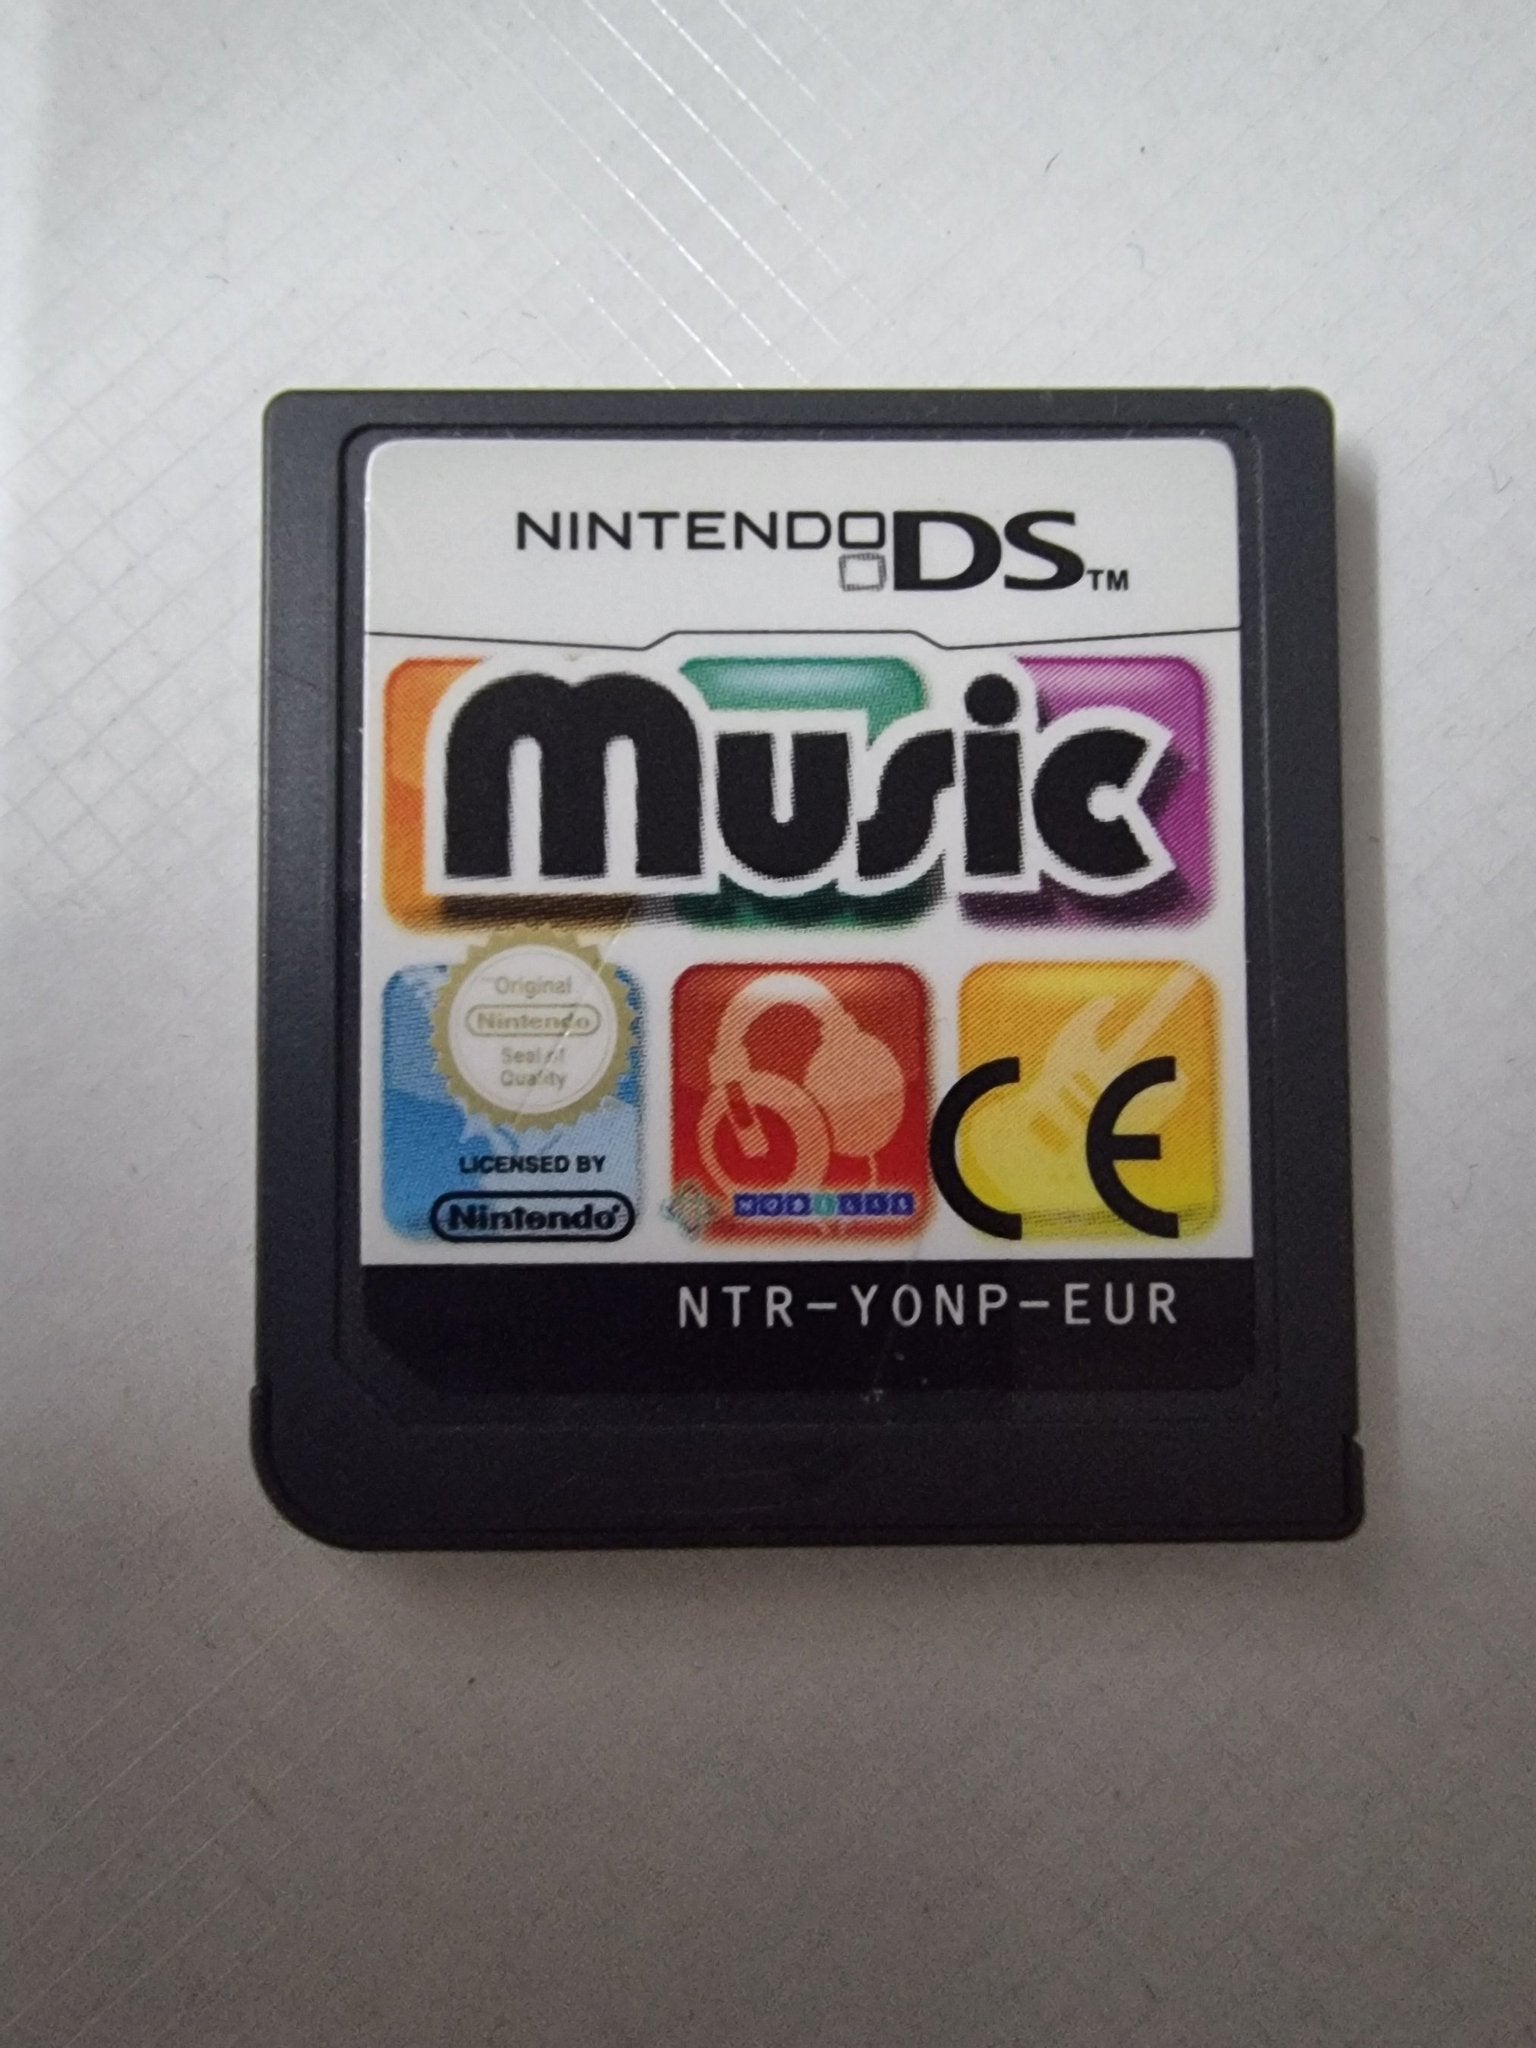 NINTENDO DS™
music
Original
Nintendo
Seal of
Quality
LICENSED BY
Nintendo®
CE
NTR-YONP-EUR